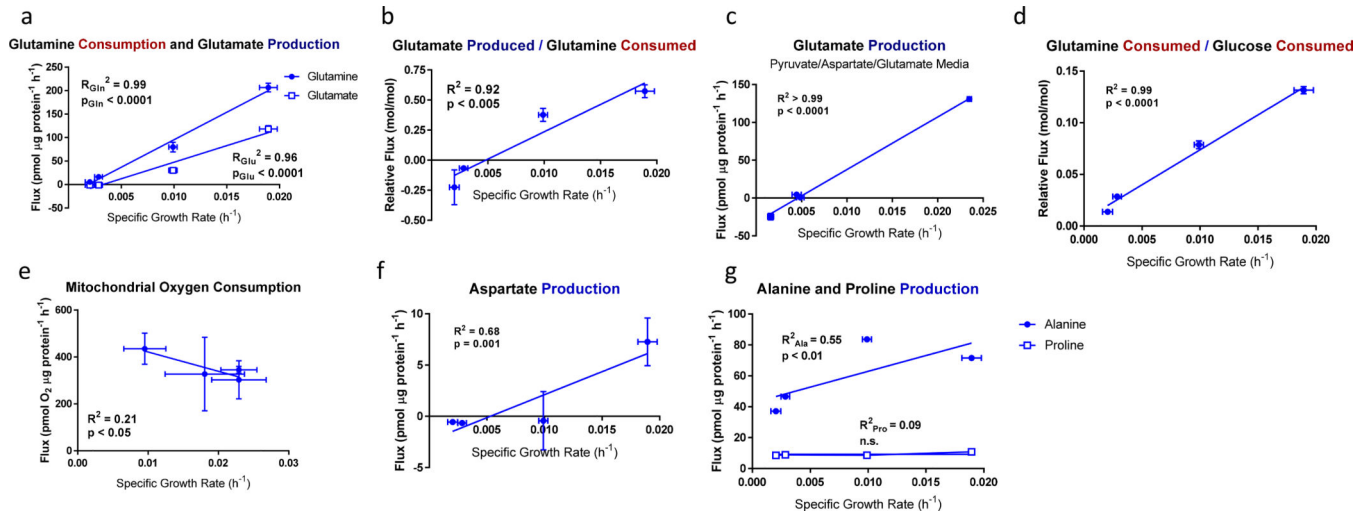 a
Glutamine Consumption and Glutamate Production
Flux (pmol µg protein⁻¹ h⁻¹)
250
200
150
100
50
0
-50
R_Gln² = 0.99
p_Gln < 0.0001
R_Glu² = 0.96
p_Glu < 0.0001
0.005
0.010
0.015
0.020
Specific Growth Rate (h⁻¹)
Glutamine
Glutamate
b
Glutamate Produced / Glutamine Consumed
Relative Flux (mol/mol)
0.75
0.50
0.25
0.00
-0.25
-0.50
R² = 0.92
p < 0.005
0.005
0.010
0.015
0.020
Specific Growth Rate (h⁻¹)
c
Glutamate Production
Pyruvate/Aspartate/Glutamate Media
Flux (pmol µg protein⁻¹ h⁻¹)
150
100
50
0
-50
R² > 0.99
p < 0.0001
0.005
0.010
0.015
0.020
0.025
Specific Growth Rate (h⁻¹)
d
Glutamine Consumed / Glucose Consumed
Relative Flux (mol/mol)
0.15
0.10
0.05
0.00
R² = 0.99
p < 0.0001
0.000
0.005
0.010
0.015
0.020
Specific Growth Rate (h⁻¹)
e
Mitochondrial Oxygen Consumption
Flux (pmol O₂ µg protein⁻¹ h⁻¹)
600
400
200
0
R² = 0.21
p < 0.05
0.00
0.01
0.02
0.03
Specific Growth Rate (h⁻¹)
f
Aspartate Production
Flux (pmol µg protein⁻¹ h⁻¹)
10
5
0
-5
R² = 0.68
p = 0.001
0.005
0.010
0.015
0.020
Specific Growth Rate (h⁻¹)
g
Alanine and Proline Production
Flux (pmol µg protein⁻¹ h⁻¹)
100
80
60
40
20
0
R²_Ala = 0.55
p < 0.01
R²_Pro = 0.09
n.s.
0.000
0.005
0.010
0.015
0.020
Specific Growth Rate (h⁻¹)
Alanine
Proline